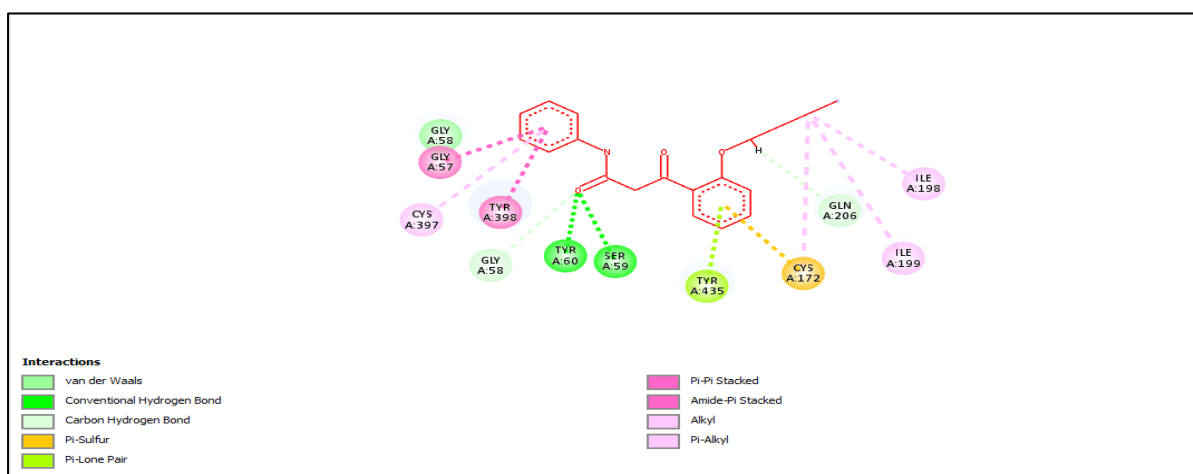 N
O
O
O
H
GLY
A:58
GLY
A:57
CYS
A:397
TYR
A:398
GLY
A:58
TYR
A:60
SER
A:59
TYR
A:435
CYS
A:172
GLN
A:206
ILE
A:198
ILE
A:199
Interactions
van der Waals
Conventional Hydrogen Bond
Carbon Hydrogen Bond
Pi-Sulfur
Pi-Lone Pair
Pi-Pi Stacked
Amide-Pi Stacked
Alkyl
Pi-Alkyl